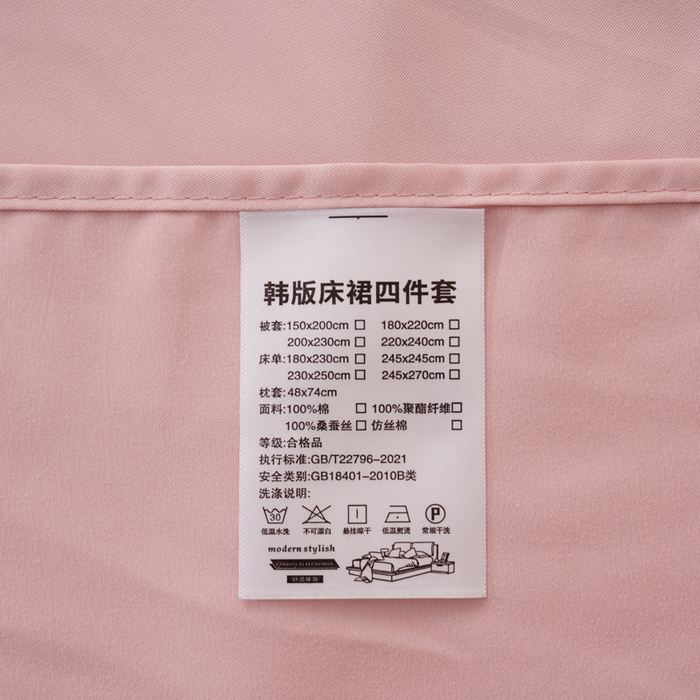 韩版床裙四件套
被套:150x200cm □ 180x220cm □
200x230cm □ 220x240cm □
床单:180x230cm □ 245x245cm □
230x250cm □ 245x270cm □
枕套:48x74cm
面料:100%棉 □ 100%聚酯纤维□
100%桑蚕丝 □ 仿丝棉 □
等级:合格品
执行标准:GB/T22796-2021
安全类别:GB18401-2010B类
洗涤说明:
30 P
低温水洗 不可漂白 悬挂晾干 低温熨烫 常规干洗
modern stylish